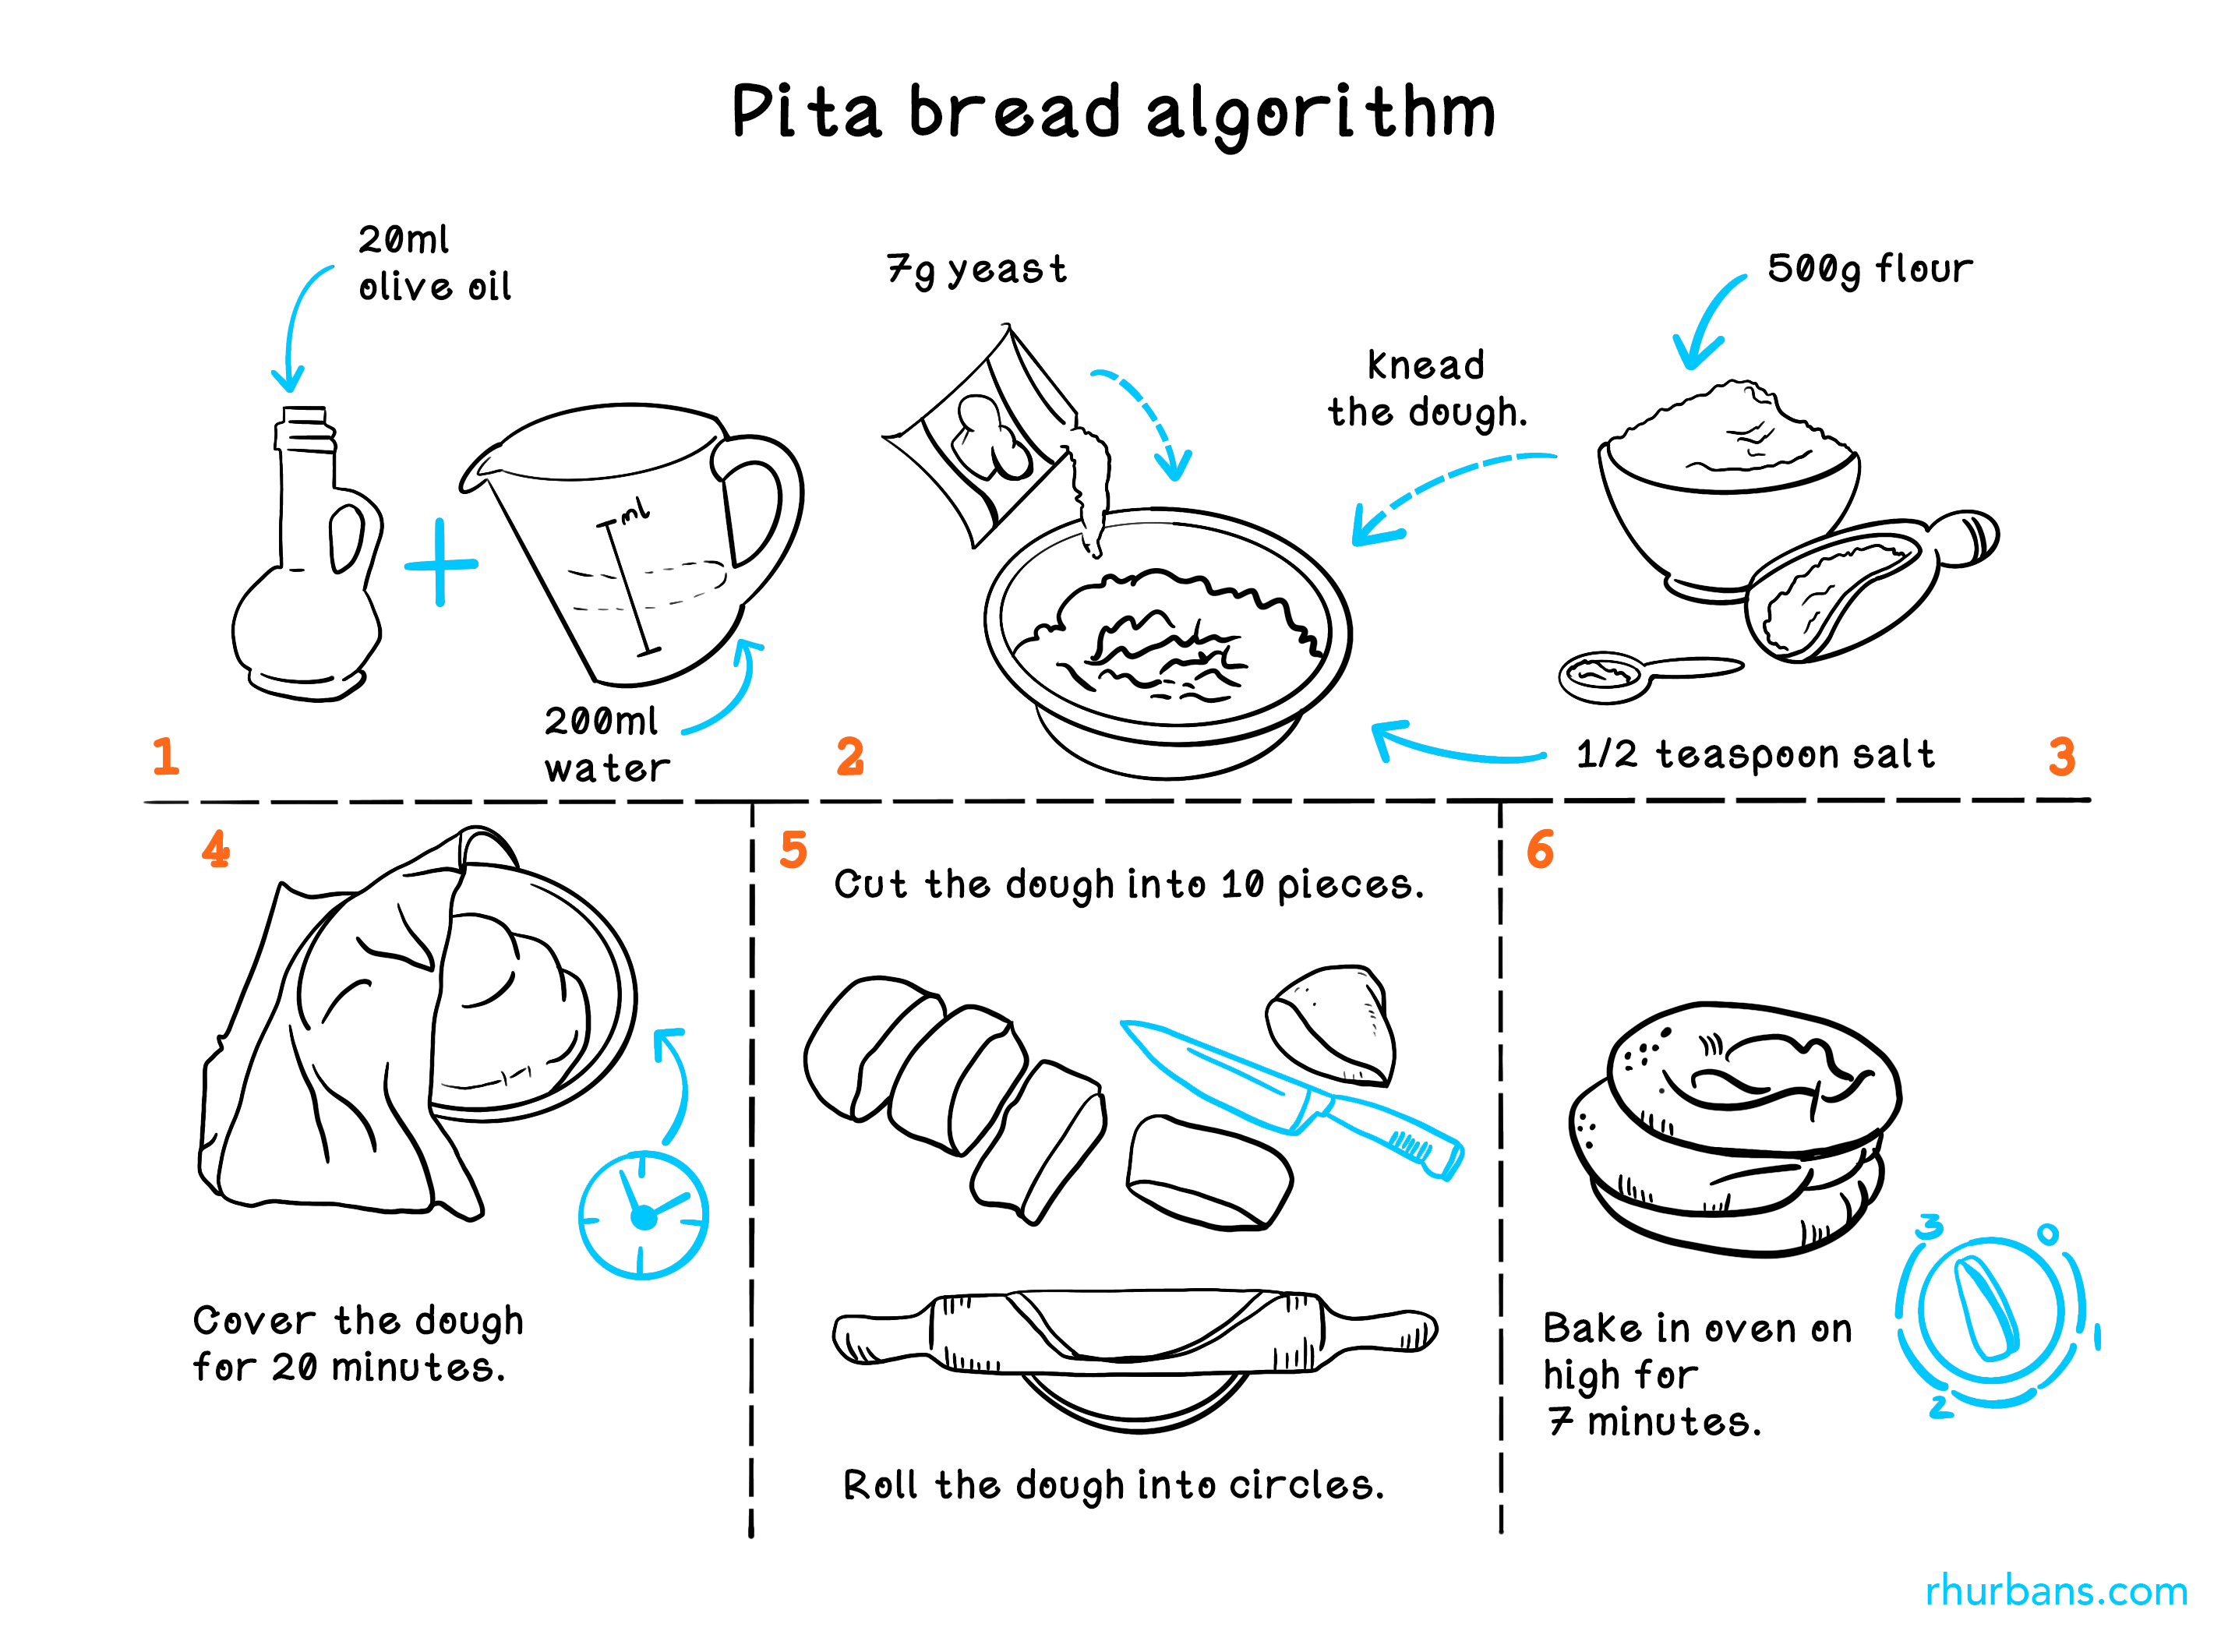 Pita bread algorithm
20ml
olive oil
200ml
water
1
7g yeast
2
knead
the dough.
500g flour
1/2 teaspoon salt
3
ml
4
Cover the dough
for 20 minutes.
5
Cut the dough into 10 pieces.
Roll the dough into circles.
6
Bake in oven on
high for
7 minutes.
3
0
1
2
rhurbans.com